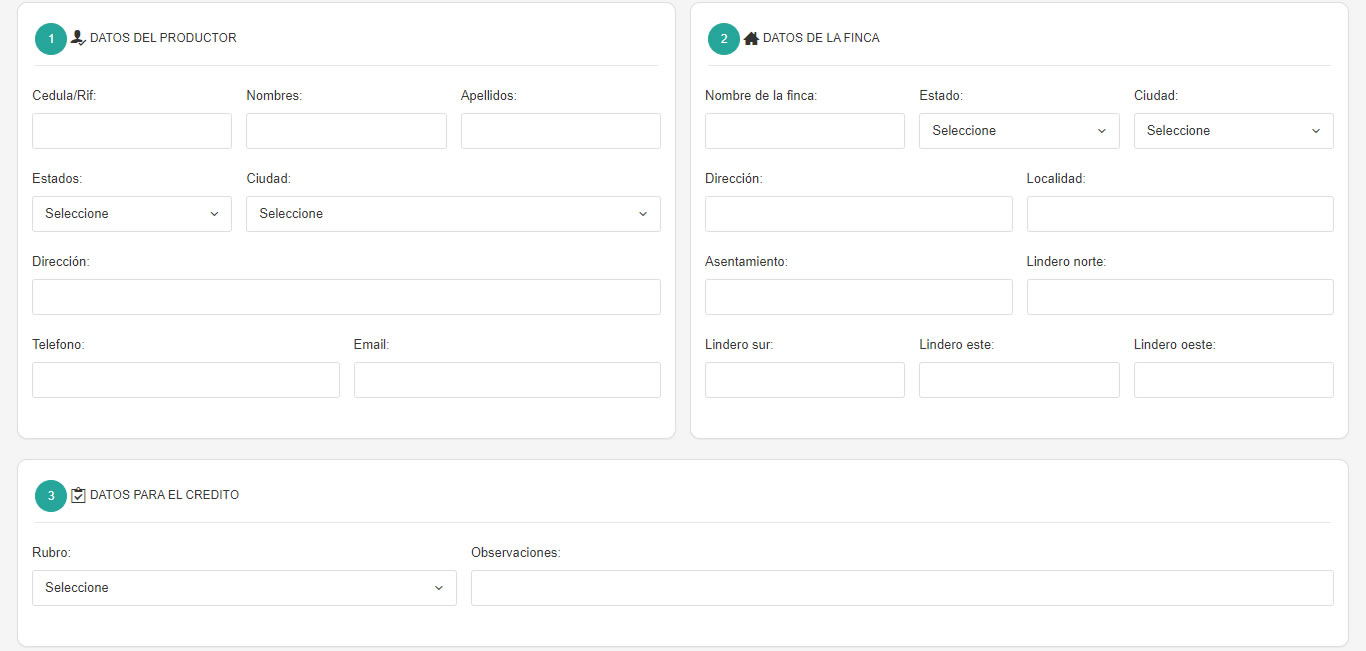 1 DATOS DEL PRODUCTOR
Cedula/Rif: Nombres: Apellidos:
Estados: Ciudad:
Seleccione Seleccione
Dirección:
Telefono: Email:
2 DATOS DE LA FINCA
Nombre de la finca: Estado: Ciudad:
Seleccione Seleccione
Dirección: Localidad:
Asentamiento: Lindero norte:
Lindero sur: Lindero este: Lindero oeste:
3 DATOS PARA EL CREDITO
Rubro: Observaciones:
Seleccione